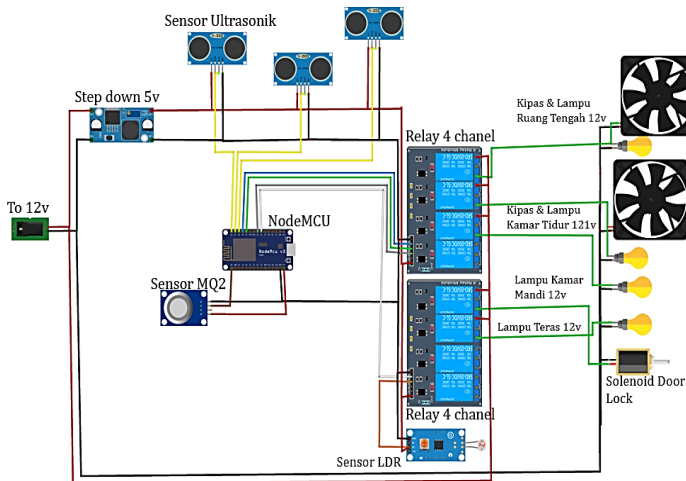 Sensor Ultrasonik
Step down 5v
To 12v
NodeMCU
NodeMcu v3
Sensor MQ2
Relay 4 chanel
Kipas & Lampu
Ruang Tengah 12v
Kipas & Lampu
Kamar Tidur 121v
Lampu Kamar
Mandi 12v
Lampu Teras 12v
Solenoid Door
Lock
Relay 4 chanel
Sensor LDR